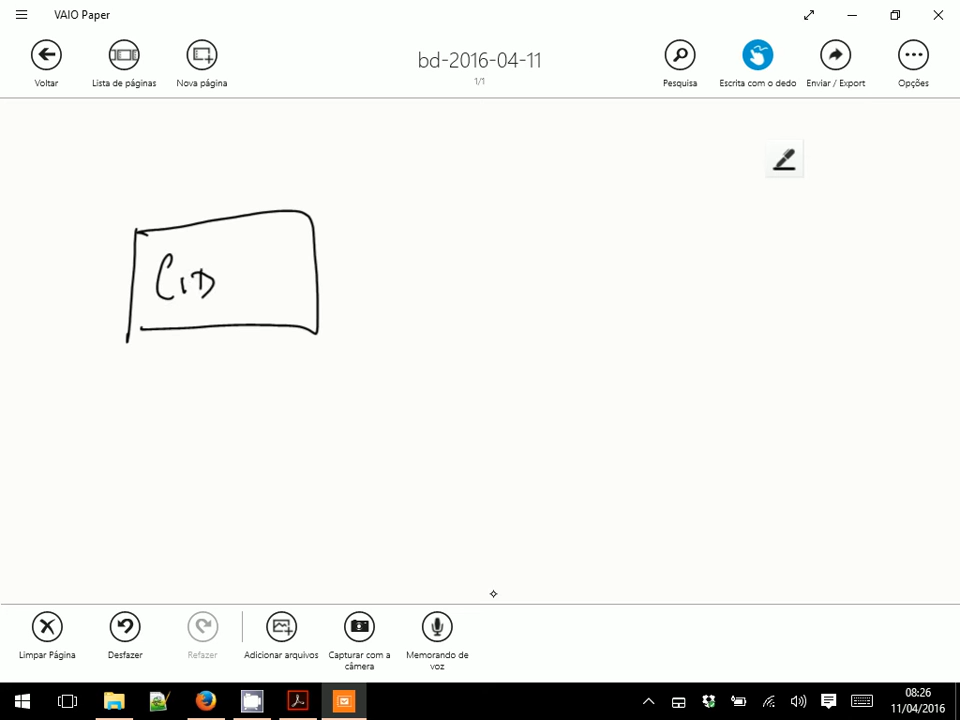 VAIO Paper
bd-2016-04-11
1/1
Voltar
Lista de páginas
Nova página
Pesquisa
Escrita com o dedo
Enviar / Export
Opções
CID
Limpar Página
Desfazer
Refazer
Adicionar arquivos
Capturar com a
câmera
Memorando de
voz
08:26
11/04/2016